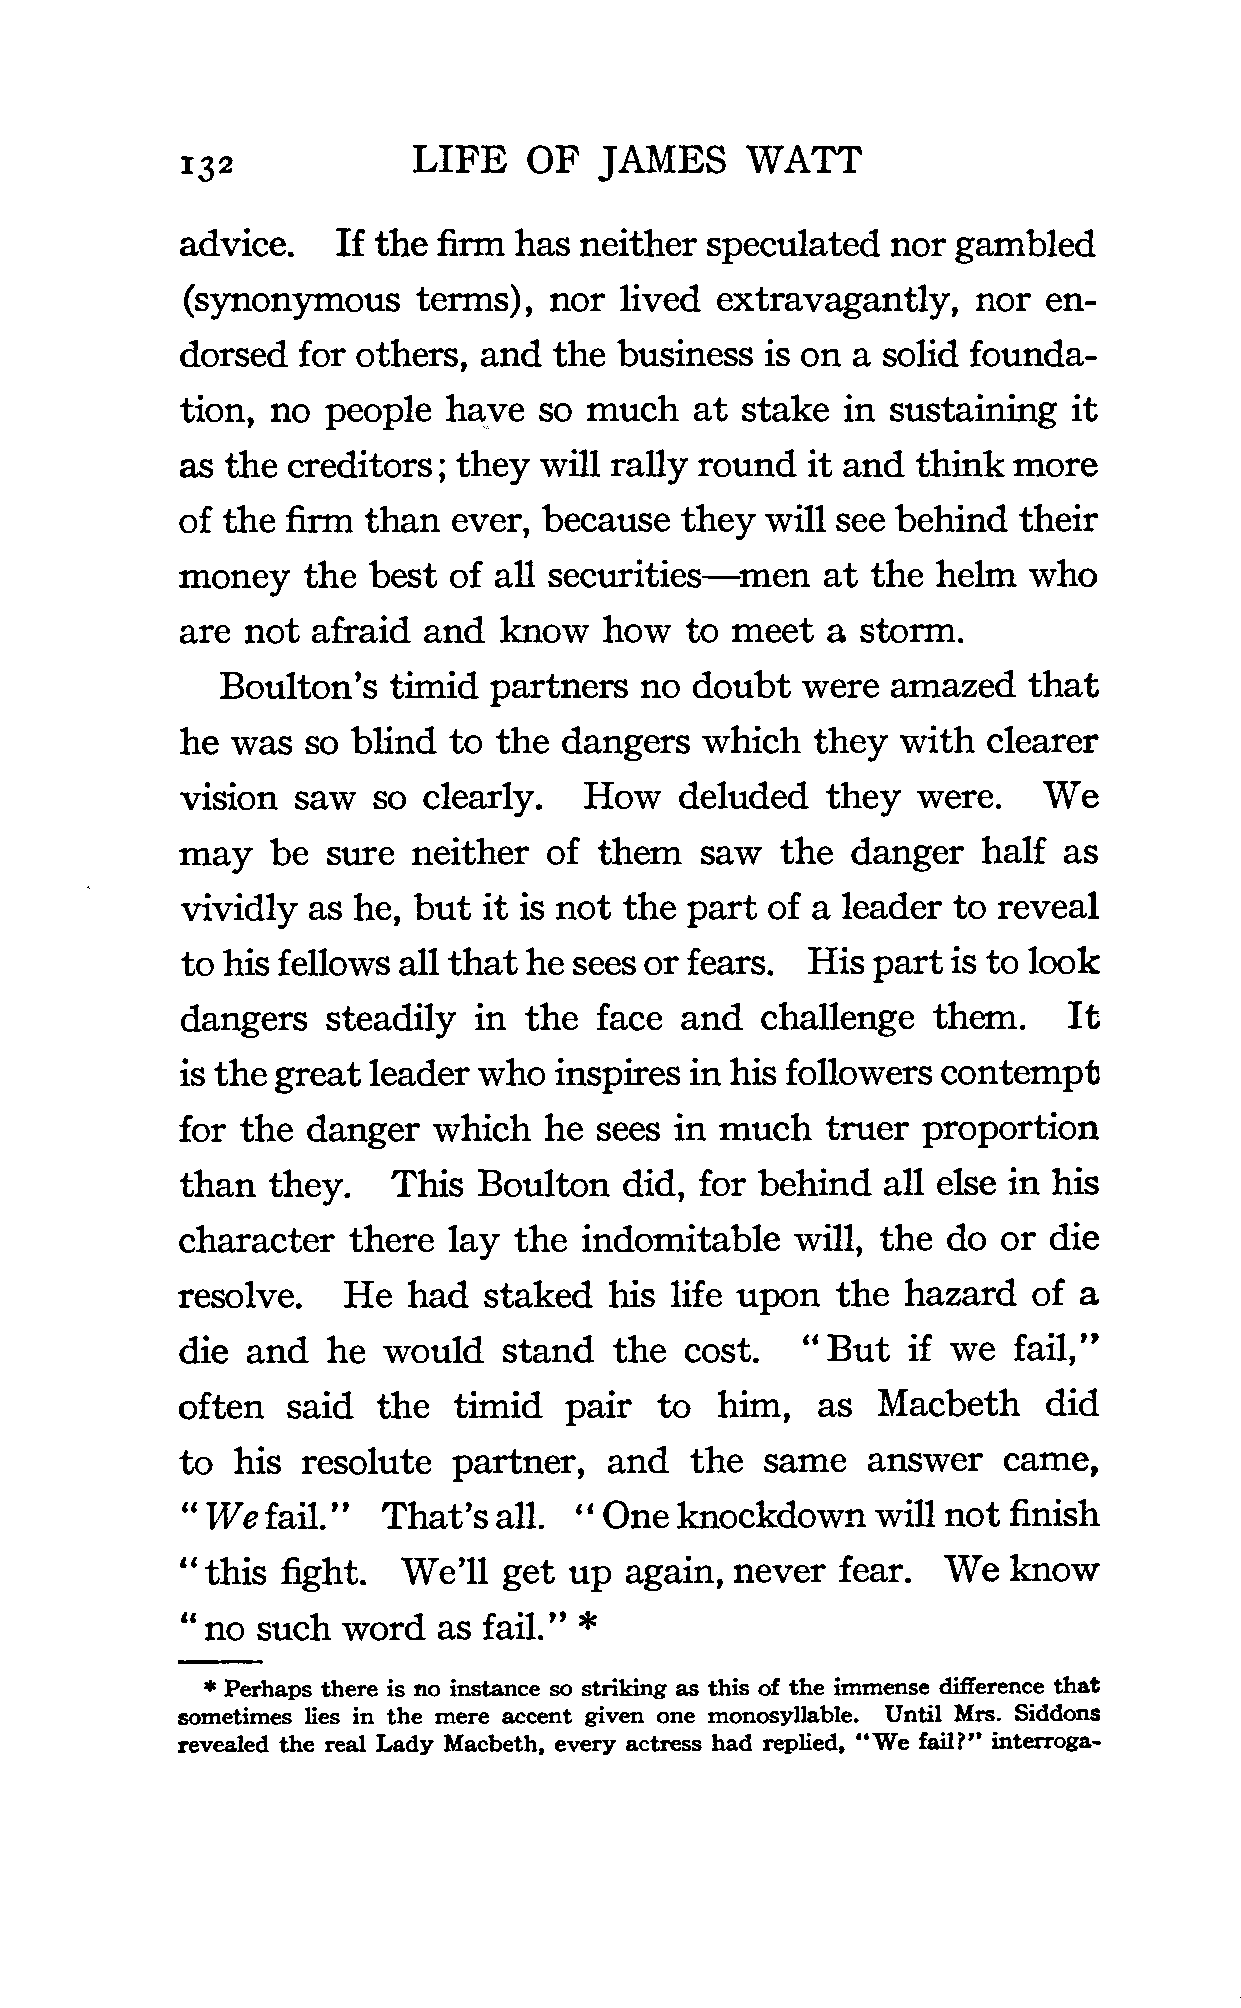 132 LIFE OF JAMES WATT
advice. If the firm has neither speculated nor gambled
(synonymous terms), nor lived extravagantly, nor en-
dorsed for others, and the business is on a solid founda-
tion, no people have so much at stake in sustaining it
as the creditors; they will rally round it and think more
of the firm than ever, because they will see behind their
money the best of all securities—men at the helm who
are not afraid and know how to meet a storm.
Boulton's timid partners no doubt were amazed that
he was so blind to the dangers which they with clearer
vision saw so clearly. How deluded they were. We
may be sure neither of them saw the danger half as
vividly as he, but it is not the part of a leader to reveal
to his fellows all that he sees or fears. His part is to look
dangers steadily in the face and challenge them. It
is the great leader who inspires in his followers contempt
for the danger which he sees in much truer proportion
than they. This Boulton did, for behind all else in his
character there lay the indomitable will, the do or die
resolve. He had staked his life upon the hazard of a
die and he would stand the cost. "But if we fail,"
often said the timid pair to him, as Macbeth did
to his resolute partner, and the same answer came,
"We fail." That's all. "One knockdown will not finish
"this fight. We'll get up again, never fear. We know
"no such word as fail." *
* Perhaps there is no instance so striking as this of the immense difference that
sometimes lies in the mere accent given one monosyllable. Until Mrs. Siddons
revealed the real Lady Macbeth, every actress had replied, "We fail?" interroga-